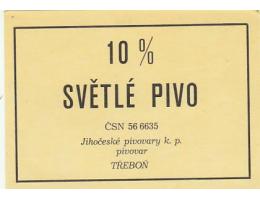 10 %
SVĚTLÉ PIVO
ČSN 56 6635
Jihočeské pivovary k. p.
pivovar
TŘEBOŇ